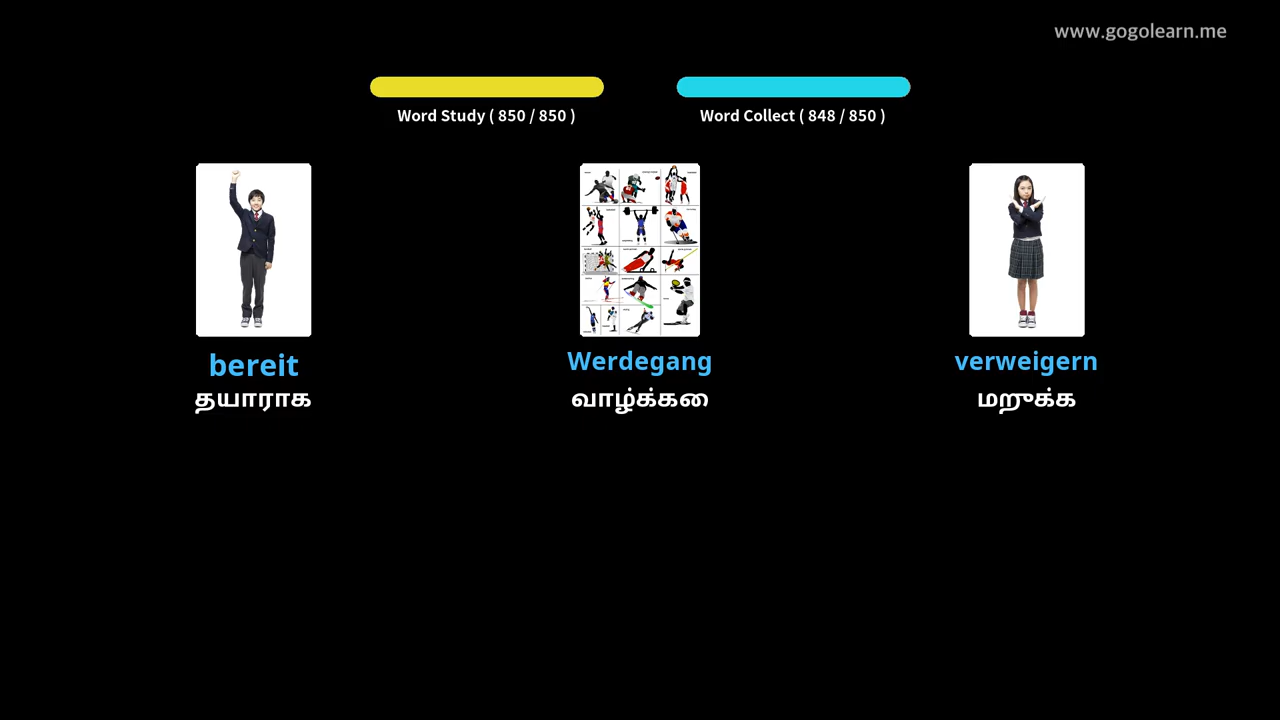 www.gogolearn.me
Word Study ( 850 / 850 )
Word Collect ( 848 / 850 )
bereit
தயாராக
Werdegang
வாழ்க்கை
verweigern
மறுக்க